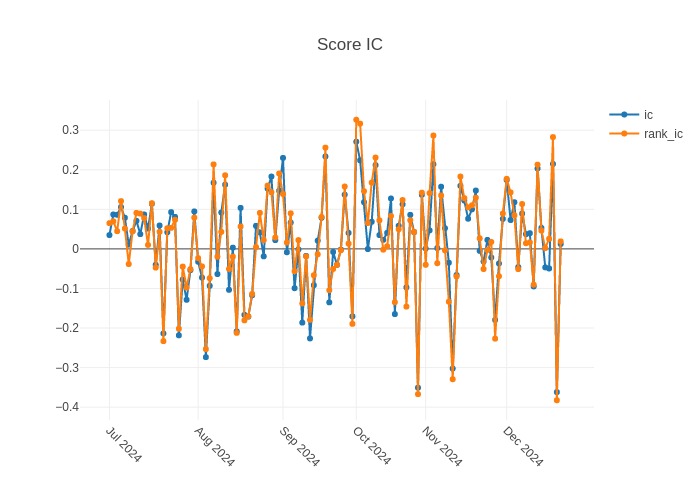 Score IC
ic
rank_ic
0.3
0.2
0.1
0
−0.1
−0.2
−0.3
−0.4
Jul 2024
Aug 2024
Sep 2024
Oct 2024
Nov 2024
Dec 2024